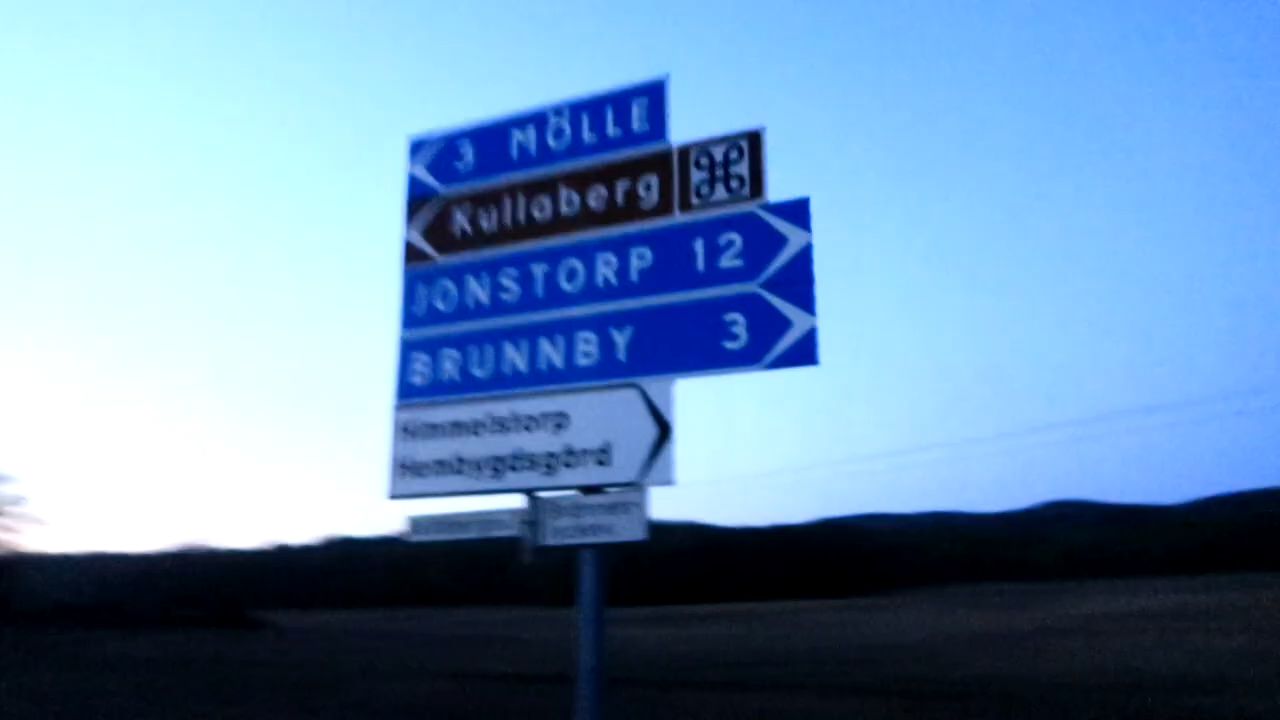 3 MÖLLE
Kullaberg
JONSTORP 12
BRUNNBY 3
Himmelstorp
Hembygdsgård